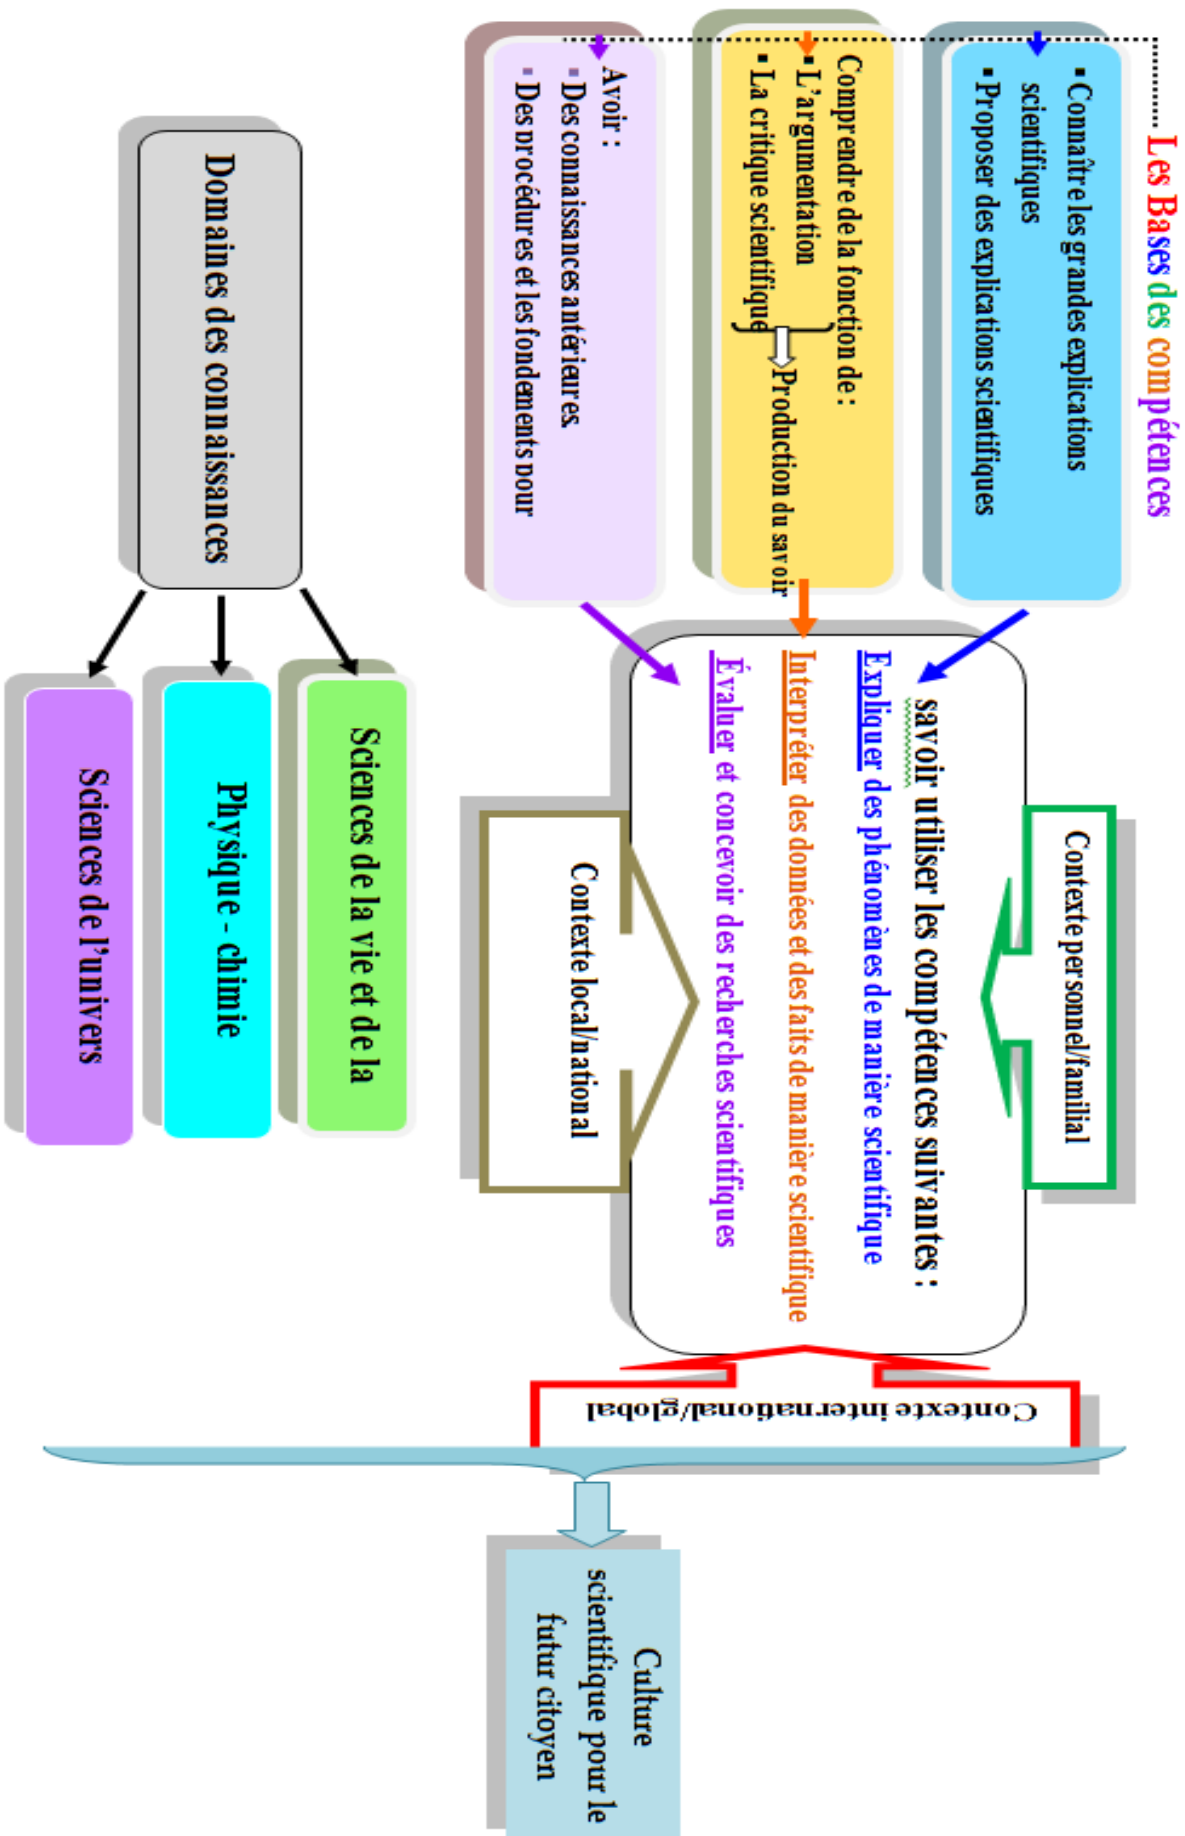 Les Bases des compétences
▪ Connaître les grandes explications
scientifiques
▪ Proposer des explications scientifiques
Comprendre de la fonction de :
▪ L'argumentation
▪ La critique scientifique
Production du savoir
Avoir :
▪ Des connaissances antérieures.
▪ Des procédures et les fondements pour
Contexte personnel/familial
savoir utiliser les compétences suivantes :
Expliquer des phénomènes de manière scientifique
Interpréter des données et des faits de manière scientifique
Évaluer et concevoir des recherches scientifiques
Contexte local/national
Contexte international/global
Culture
scientifique pour le
futur citoyen
Domaines des connaissances
Sciences de la vie et de la
Physique - chimie
Sciences de l'univers